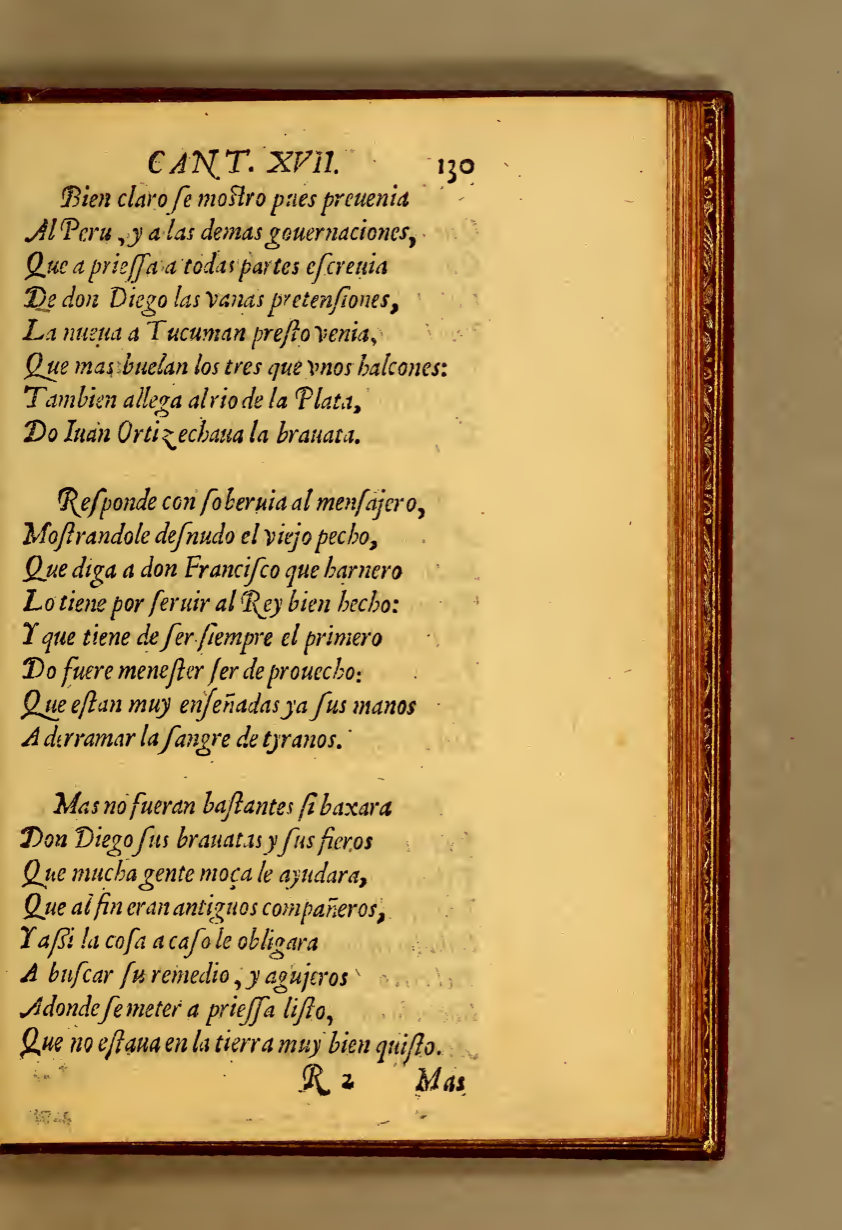 CANT. XVII. 130
Bien claro ſe moſtro pues preuenia
Al Peru, y a las demas gouernaciones,
Que a prieſſa a todas partes eſcreuia
De don Diego las vanas pretenſiones,
La nueua a Tucuman preſto venia,
Que mas buelan los tres que vnos halcones:
Tambien allega al rio de la Plata,
Do Iuan Ortiz echaua la brauata.

Reſponde con ſoberuia al menſajero,
Moſtrandole deſnudo el viejo pecho,
Que diga a don Franciſco que harnero
Lo tiene por ſeruir al Rey bien hecho:
Y que tiene de ſer ſiempre el primero
Do fuere meneſter ſer de prouecho:
Que eſtan muy enſeñadas ya ſus manos
A derramar la ſangre de tyranos.

Mas no fueran baſtantes ſi baxara
Don Diego ſus brauatas y ſus fieros
Que mucha gente moça le ayudara,
Que al fin eran antiguos compañeros,
Y aſsi la coſa a caſo le obligara
A buſcar ſu remedio, y agujeros
Adonde ſe meter a prieſſa liſto,
Que no eſtaua en la tierra muy bien quiſto.
R 2 Mas